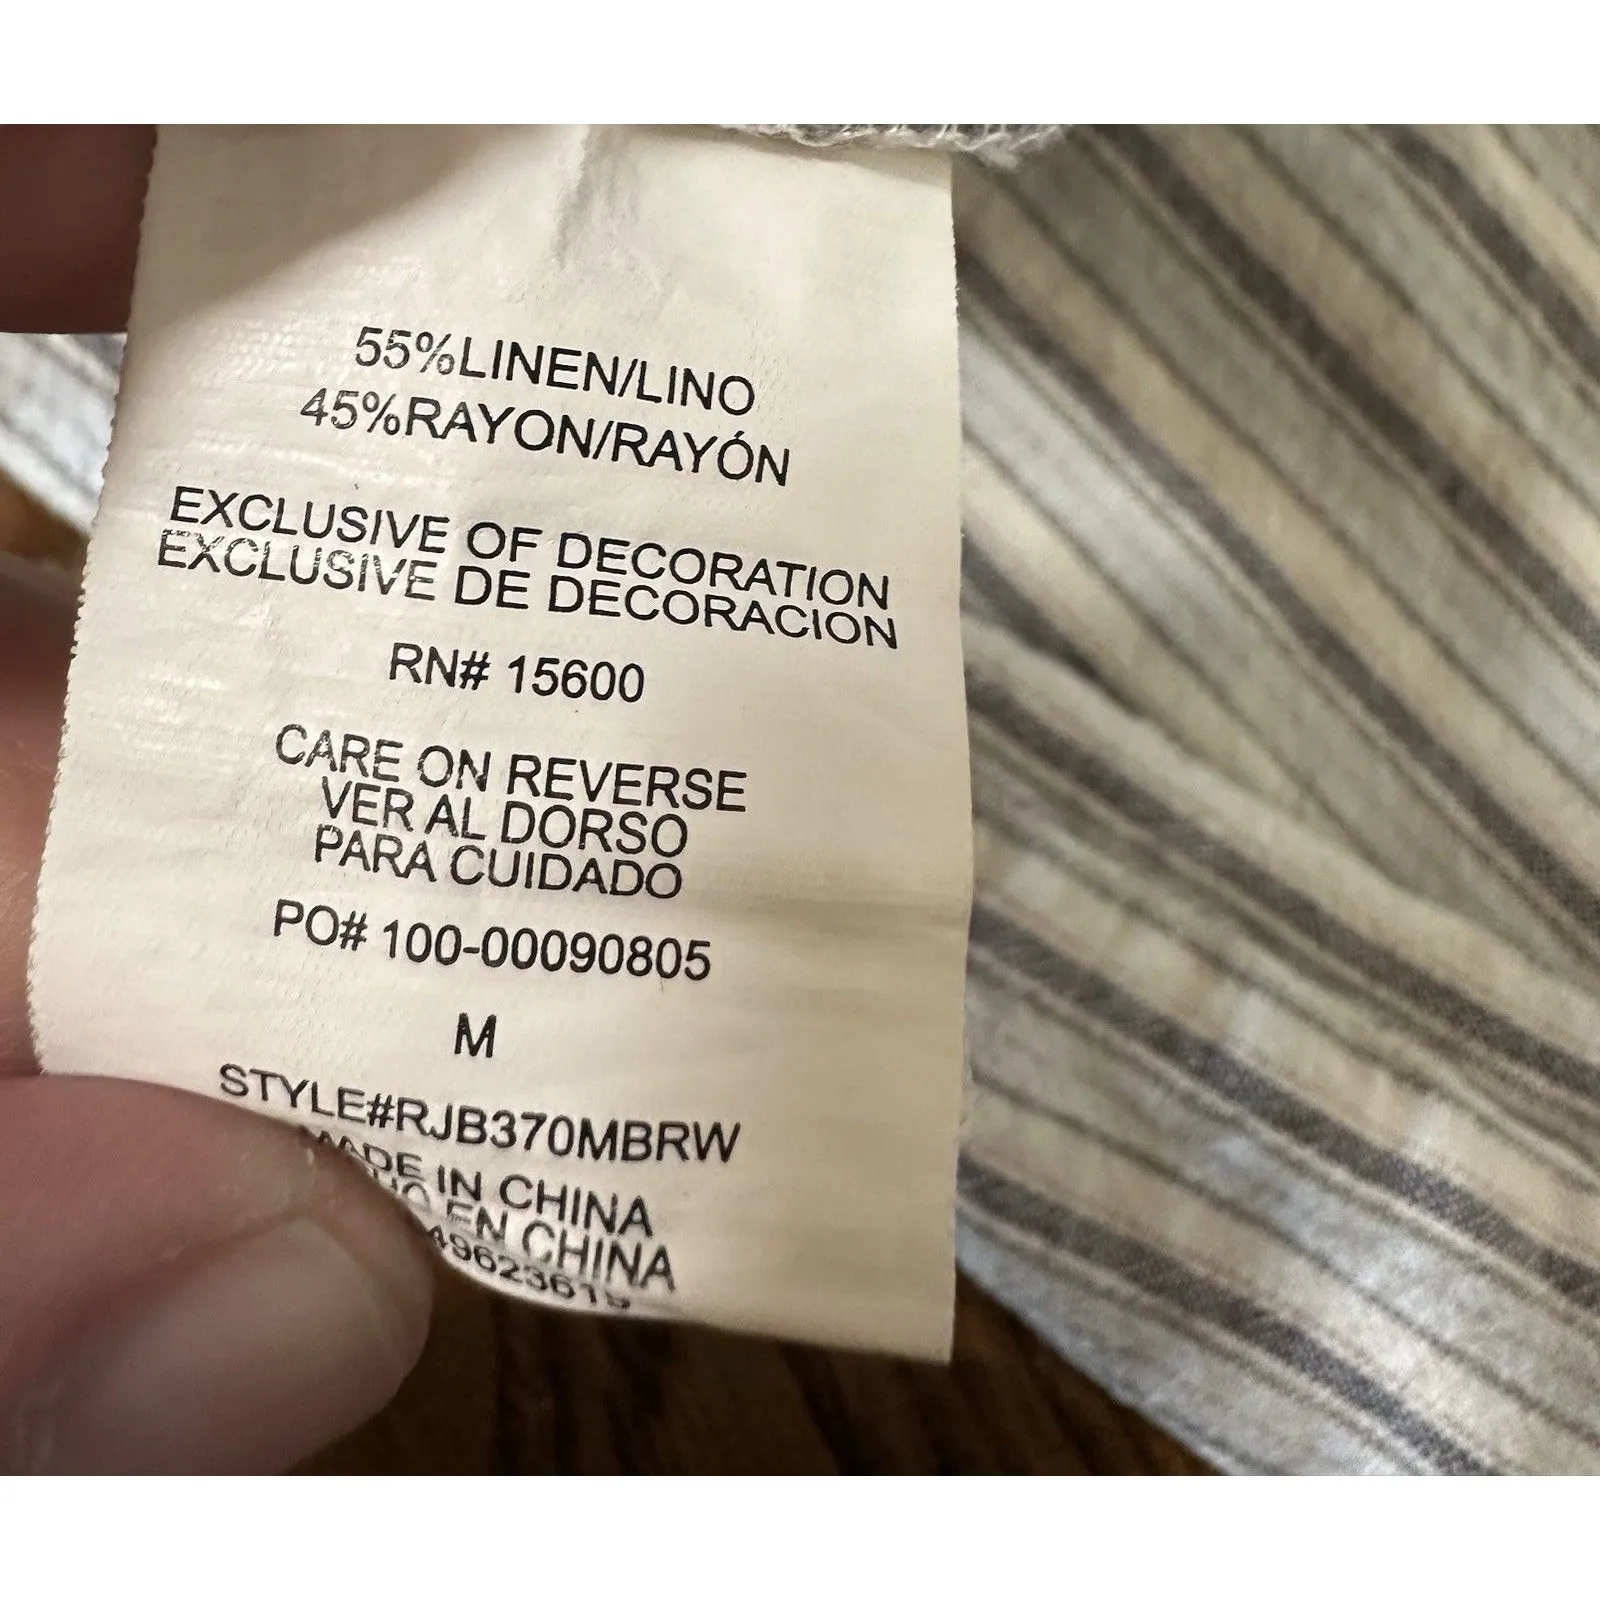 55%LINEN/LINO
45%RAYON/RAYÓN
EXCLUSIVE OF DECORATION
EXCLUSIVE DE DECORACION
RN# 15600
CARE ON REVERSE
VER AL DORSO
PARA CUIDADO
PO# 100-00090805
M
STYLE#RJB370MBRW
MADE IN CHINA
EN CHINA